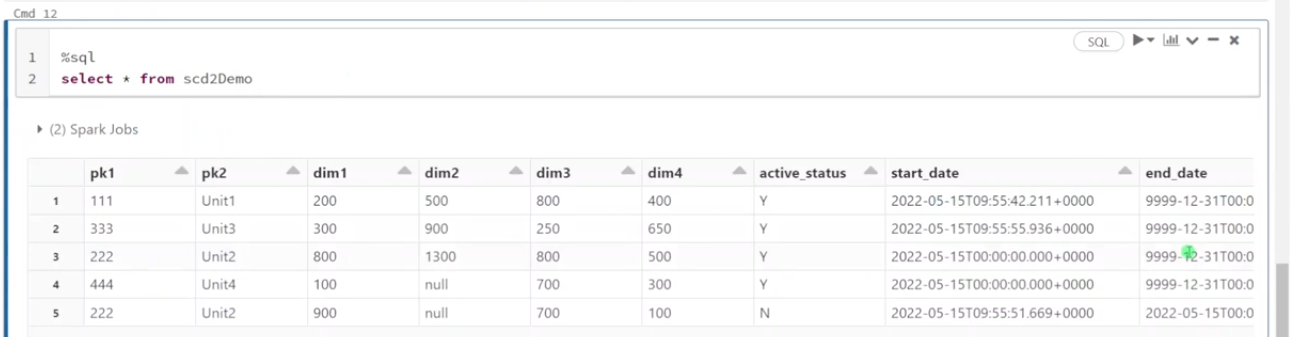 Cmd 12
SQL
1 %sql
2 select * from scd2Demo
(2) Spark Jobs
pk1 pk2 dim1 dim2 dim3 dim4 active_status start_date end_date
1 111 Unit1 200 500 800 400 Y 2022-05-15T09:55:42.211+0000 9999-12-31T00:0
2 333 Unit3 300 900 250 650 Y 2022-05-15T09:55:55.936+0000 9999-12-31T00:0
3 222 Unit2 800 1300 800 500 Y 2022-05-15T00:00:00.000+0000 9999-12-31T00:0
4 444 Unit4 100 null 700 300 Y 2022-05-15T00:00:00.000+0000 9999-12-31T00:0
5 222 Unit2 900 null 700 100 N 2022-05-15T09:55:51.669+0000 2022-05-15T00:0